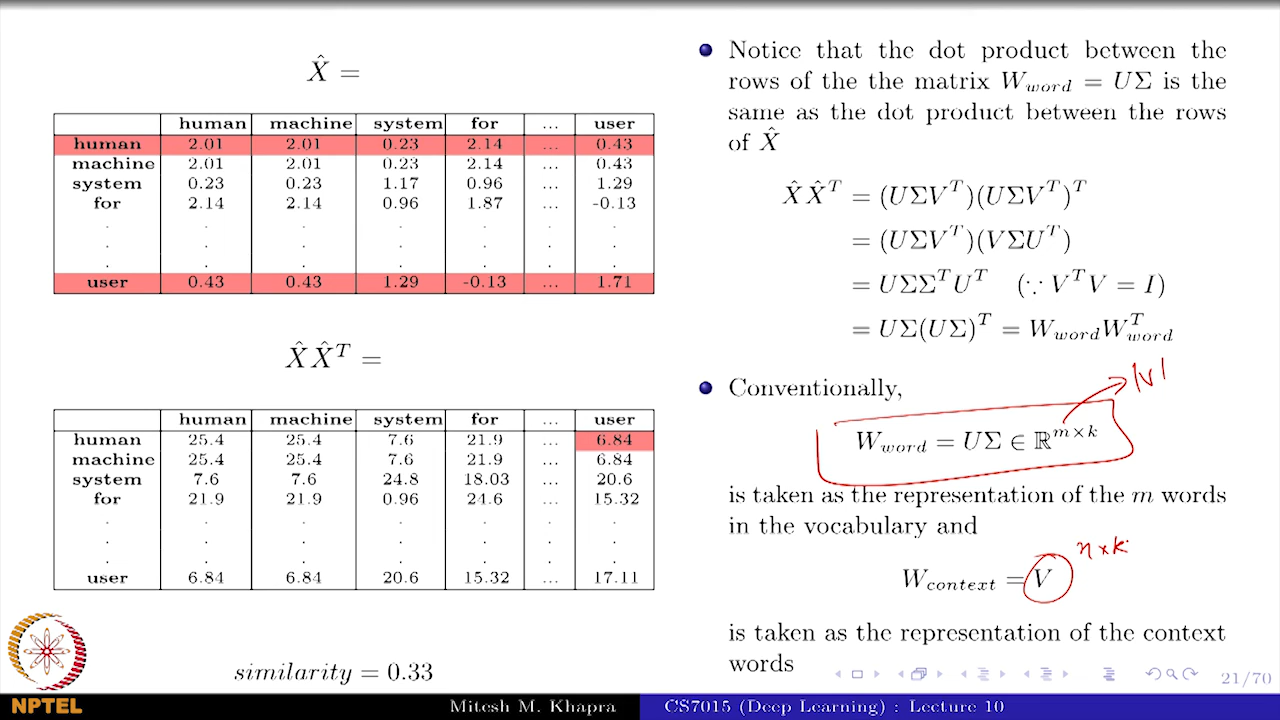 X̂ =
human machine system for ... user
human 2.01 2.01 0.23 2.14 ... 0.43
machine 2.01 2.01 0.23 2.14 ... 0.43
system 0.23 0.23 1.17 0.96 ... 1.29
for 2.14 2.14 0.96 1.87 ... -0.13
. . . . . . .
. . . . . . .
. . . . . . .
user 0.43 0.43 1.29 -0.13 ... 1.71
X̂X̂ᵀ =
human machine system for ... user
human 25.4 25.4 7.6 21.9 ... 6.84
machine 25.4 25.4 7.6 21.9 ... 6.84
system 7.6 7.6 24.8 18.03 ... 20.6
for 21.9 21.9 0.96 24.6 ... 15.32
. . . . . . .
. . . . . . .
. . . . . . .
user 6.84 6.84 20.6 15.32 ... 17.11
similarity = 0.33
Notice that the dot product between the
rows of the the matrix W_word = UΣ is the
same as the dot product between the rows
of X̂
X̂X̂ᵀ = (UΣVᵀ)(UΣVᵀ)ᵀ
= (UΣVᵀ)(VΣUᵀ)
= UΣΣᵀUᵀ (∵ VᵀV = I)
= UΣ(UΣ)ᵀ = W_word Wᵀ_word
|V|
Conventionally,
W_word = UΣ ∈ ℝ^{m×k}
is taken as the representation of the m words
in the vocabulary and
n×k
W_context = V
is taken as the representation of the context
words
21/70
NPTEL
Mitesh M. Khapra CS7015 (Deep Learning) : Lecture 10